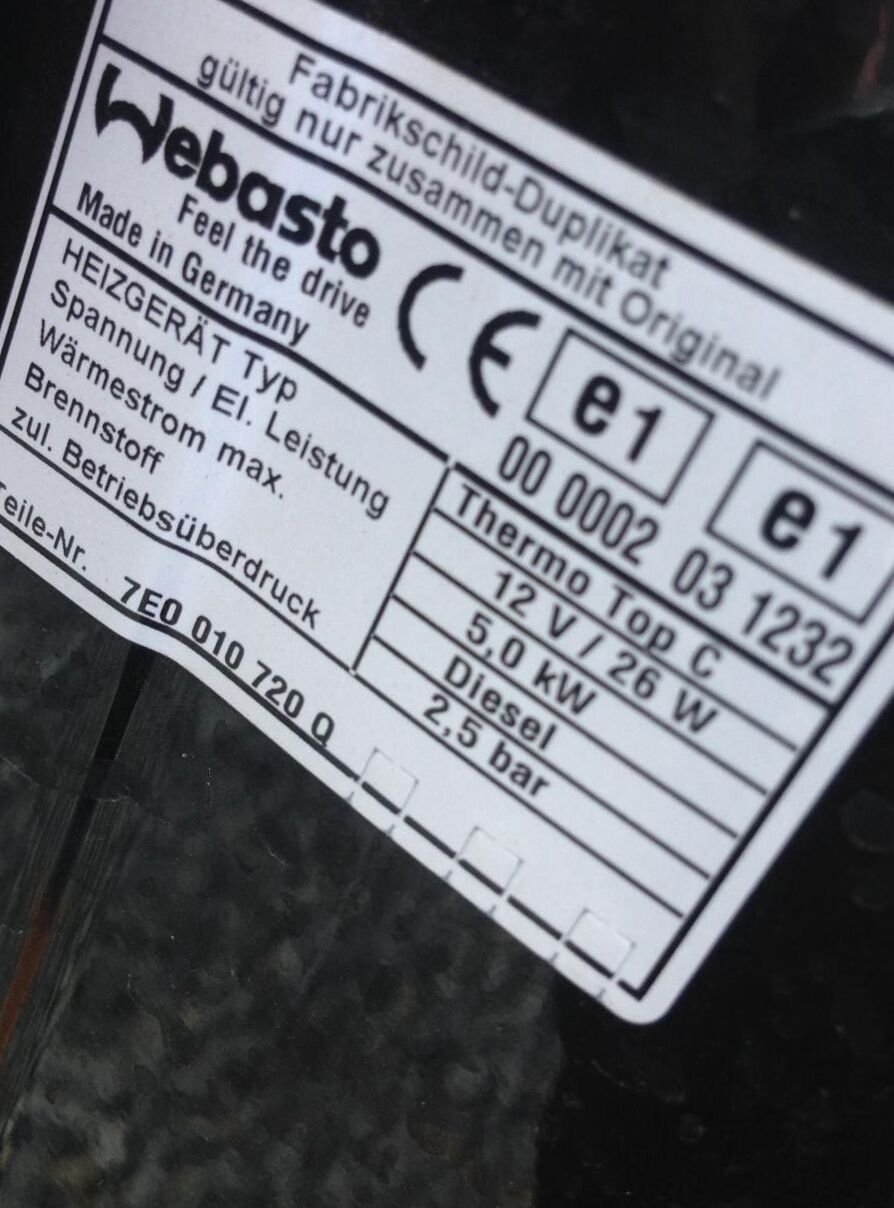 Fabrikschild-Duplikat
gültig nur zusammen mit Original
Webasto
Feel the drive
Made in Germany
CE
e1
e1
00 0002
03 1232
HEIZGERÄT Typ
Thermo Top C
Spannung / El. Leistung
12 V / 26 W
Wärmestrom max.
5,0 kW
Brennstoff
Diesel
zul. Betriebsüberdruck
2,5 bar
Teile-Nr. 7E0 010 720 Q